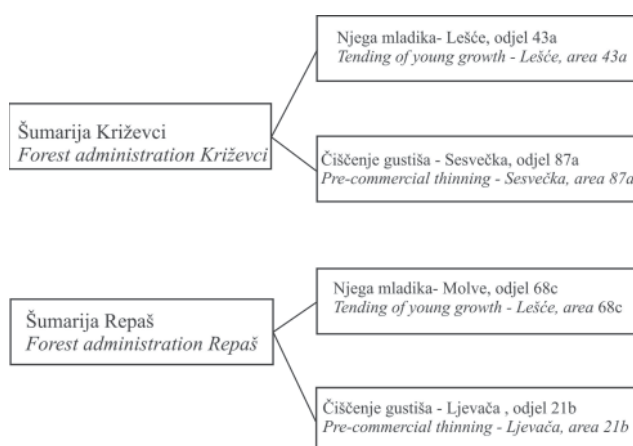 Njega mladika- Lešće, odjel 43a
Tending of young growth - Lešće, area 43a
Šumarija Križevci
Forest administration Križevci
Čiščenje gustiša - Sesvečka, odjel 87a
Pre-commercial thinning - Sesvečka, area 87a
Njega mladika- Molve, odjel 68c
Tending of young growth - Lešće, area 68c
Šumarija Repaš
Forest administration Repaš
Čiščenje gustiša - Ljevača , odjel 21b
Pre-commercial thinning - Ljevača, area 21b